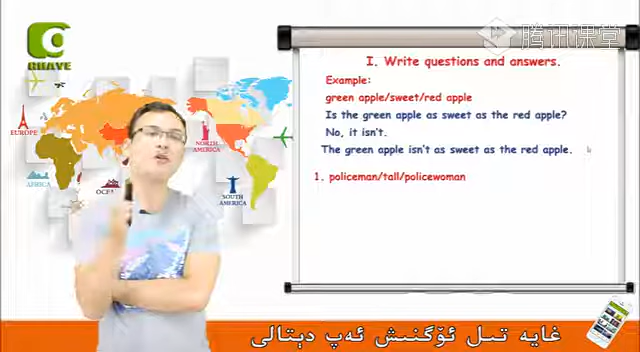 腾讯课堂
GHAVE
I. Write questions and answers.
Example:
green apple/sweet/red apple
Is the green apple as sweet as the red apple?
No, it isn't.
The green apple isn't as sweet as the red apple.
1. policeman/tall/policewoman
EUROPE
AFRICA
NORTH
AMERICA
SOUTH
AMERICA
غايە تىل ئۆگىنىش ئەپ دېتالى